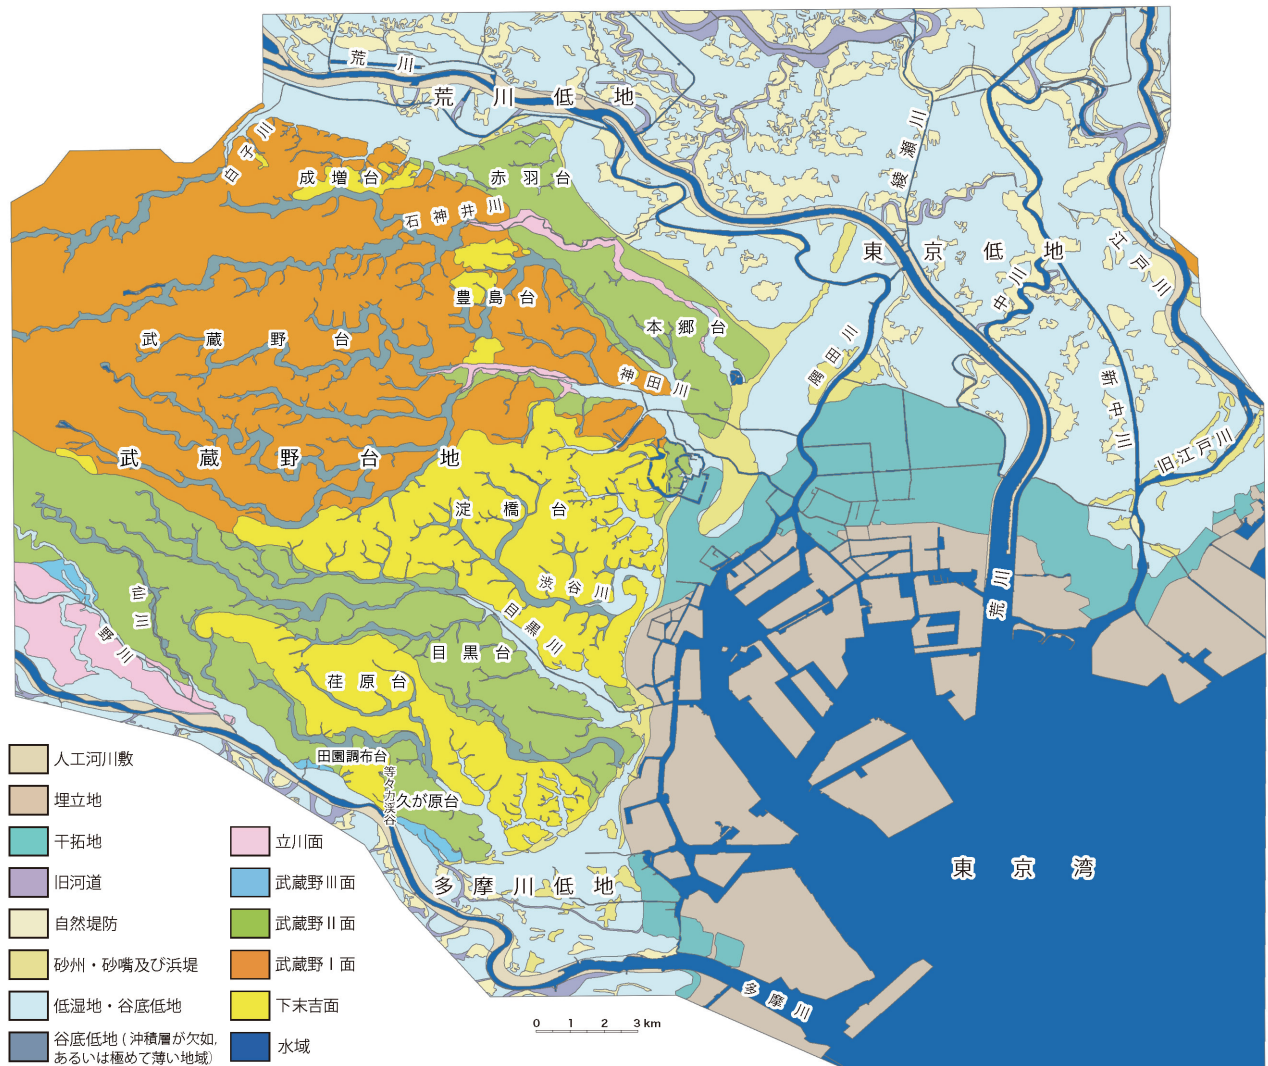 荒川
荒川低地
白子川
成増台
赤羽台
石神井川
綾瀬川
東京低地
江戸川
中川
豊島台
本郷台
武蔵野台
隅田川
神田川
新中川
武蔵野台地
旧江戸川
淀橋台
渋谷川
目黒川
荒川
仙川
野川
目黒台
荏原台
田園調布台
等々力渓谷
久が原台
多摩川低地
東京湾
多摩川
人工河川敷
埋立地
干拓地
旧河道
自然堤防
砂州・砂嘴及び浜堤
低湿地・谷底低地
谷底低地 ( 沖積層が欠如,
あるいは極めて薄い地域)
立川面
武蔵野Ⅲ面
武蔵野Ⅱ面
武蔵野Ⅰ面
下末吉面
水域
0 1 2 3 km